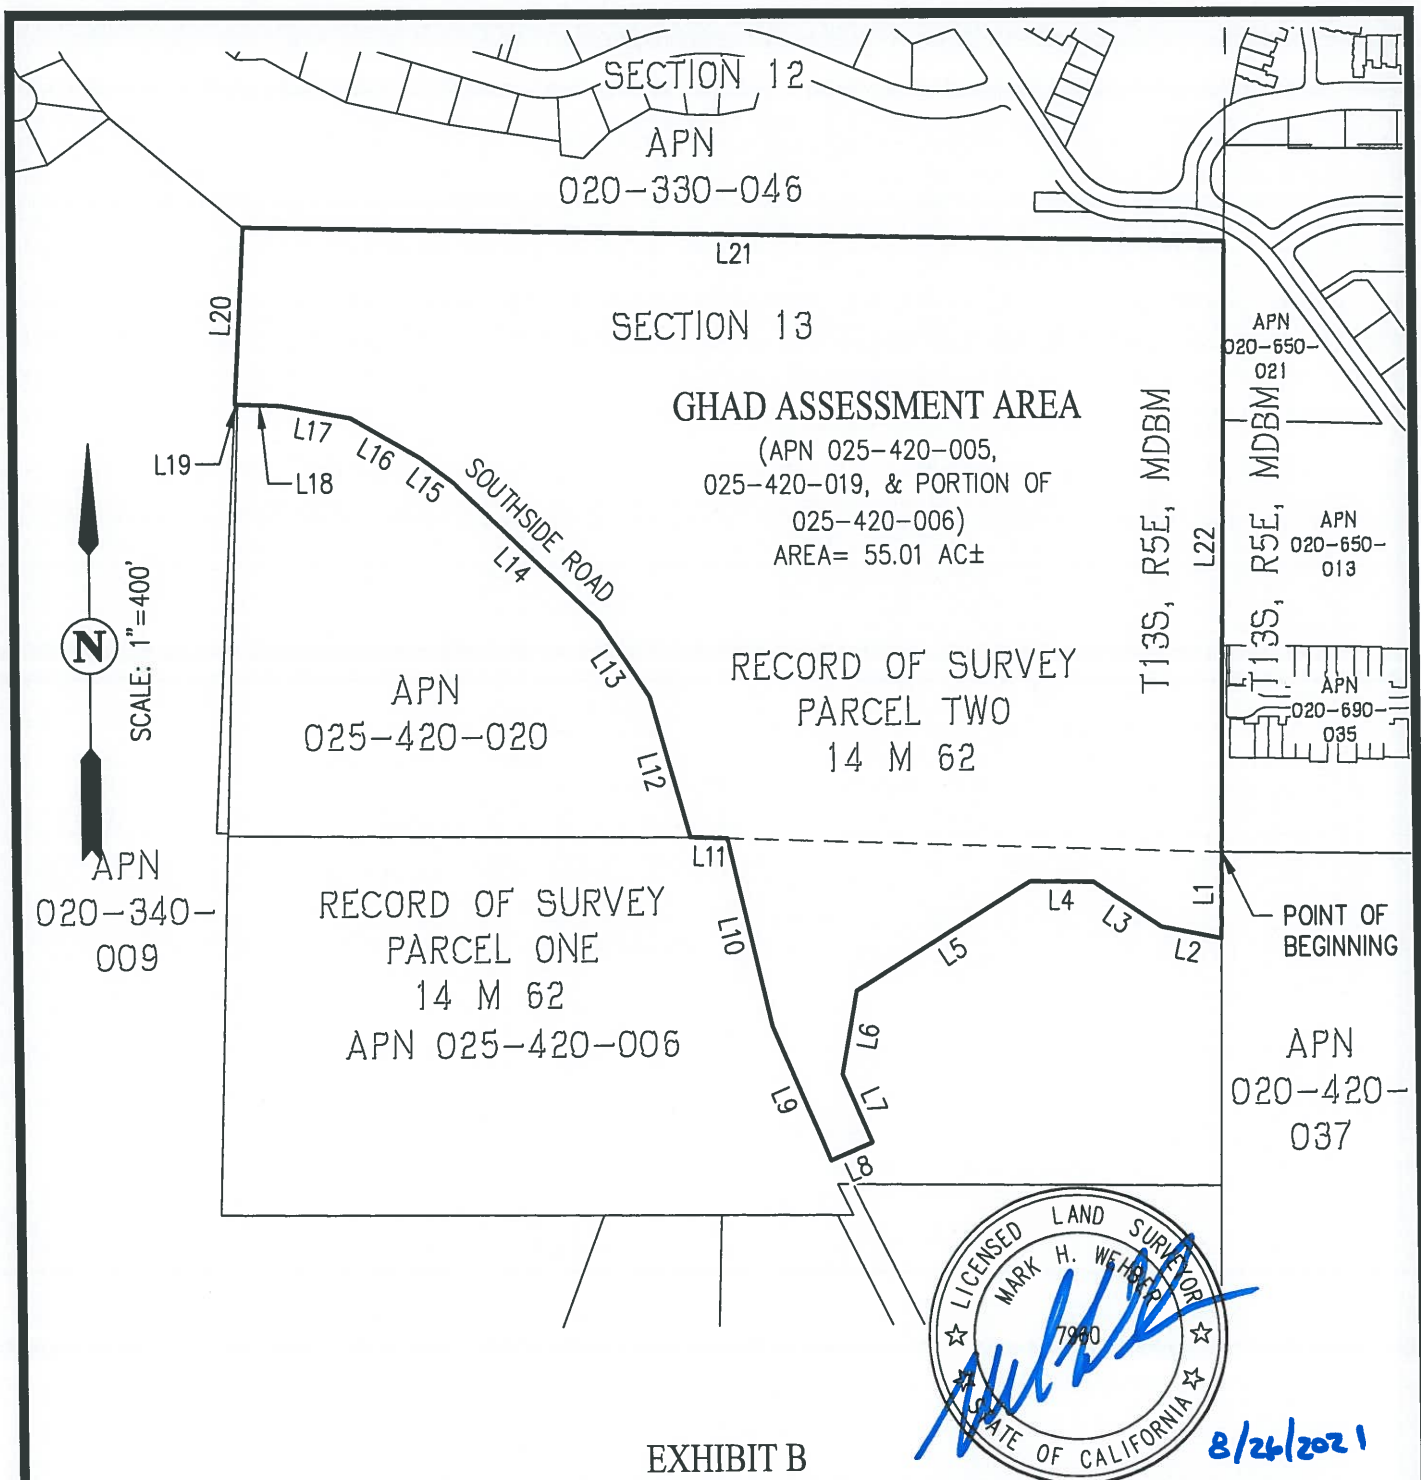 SECTION 12
APN
020-330-046
L21
L20
SECTION 13
APN
020-650-
021
GHAD ASSESSMENT AREA
(APN 025-420-005,
025-420-019, & PORTION OF
025-420-006)
AREA= 55.01 AC±
T13S, R5E, MDBM
L22
T13S, R5E, MDBM
L17
L16
L15
L19
L18
SOUTHSIDE ROAD
L14
APN
020-650-
013
N
SCALE: 1"=400'
L13
RECORD OF SURVEY
PARCEL TWO
14 M 62
APN
020-690-
035
APN
025-420-020
L12
L11
APN
020-340-
009
RECORD OF SURVEY
PARCEL ONE
14 M 62
APN 025-420-006
L10
L9
L8
L7
L6
L5
L4
L3
L2
L1
POINT OF
BEGINNING
APN
020-420-
037
LICENSED LAND SURVEYOR
MARK H. WEHBER
STATE OF CALIFORNIA
8/26/2021
EXHIBIT B